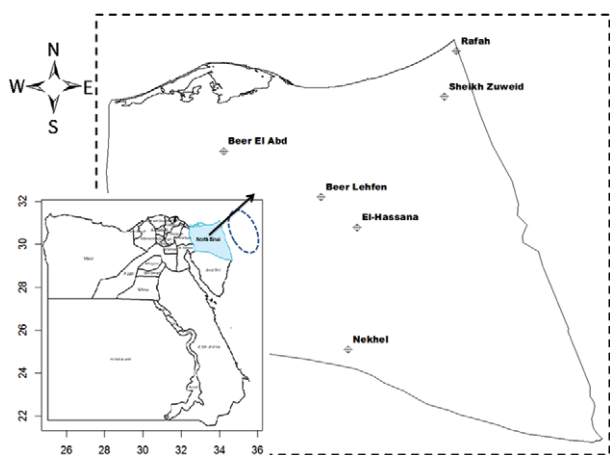 Rafah
N
W E
S
Sheikh Zuweid
Beer El Abd
Beer Lehfen
El-Hassana
Nekhel
North Sinai
32
30
28
26
24
22
26 28 30 32 34 36